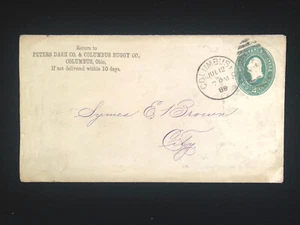 Return to
PETERS DASH CO. & COLUMBUS BUGGY CO.,
COLUMBUS, Ohio,
If not delivered within 10 days.
COLUMBUS
88
Symes E Brown
City